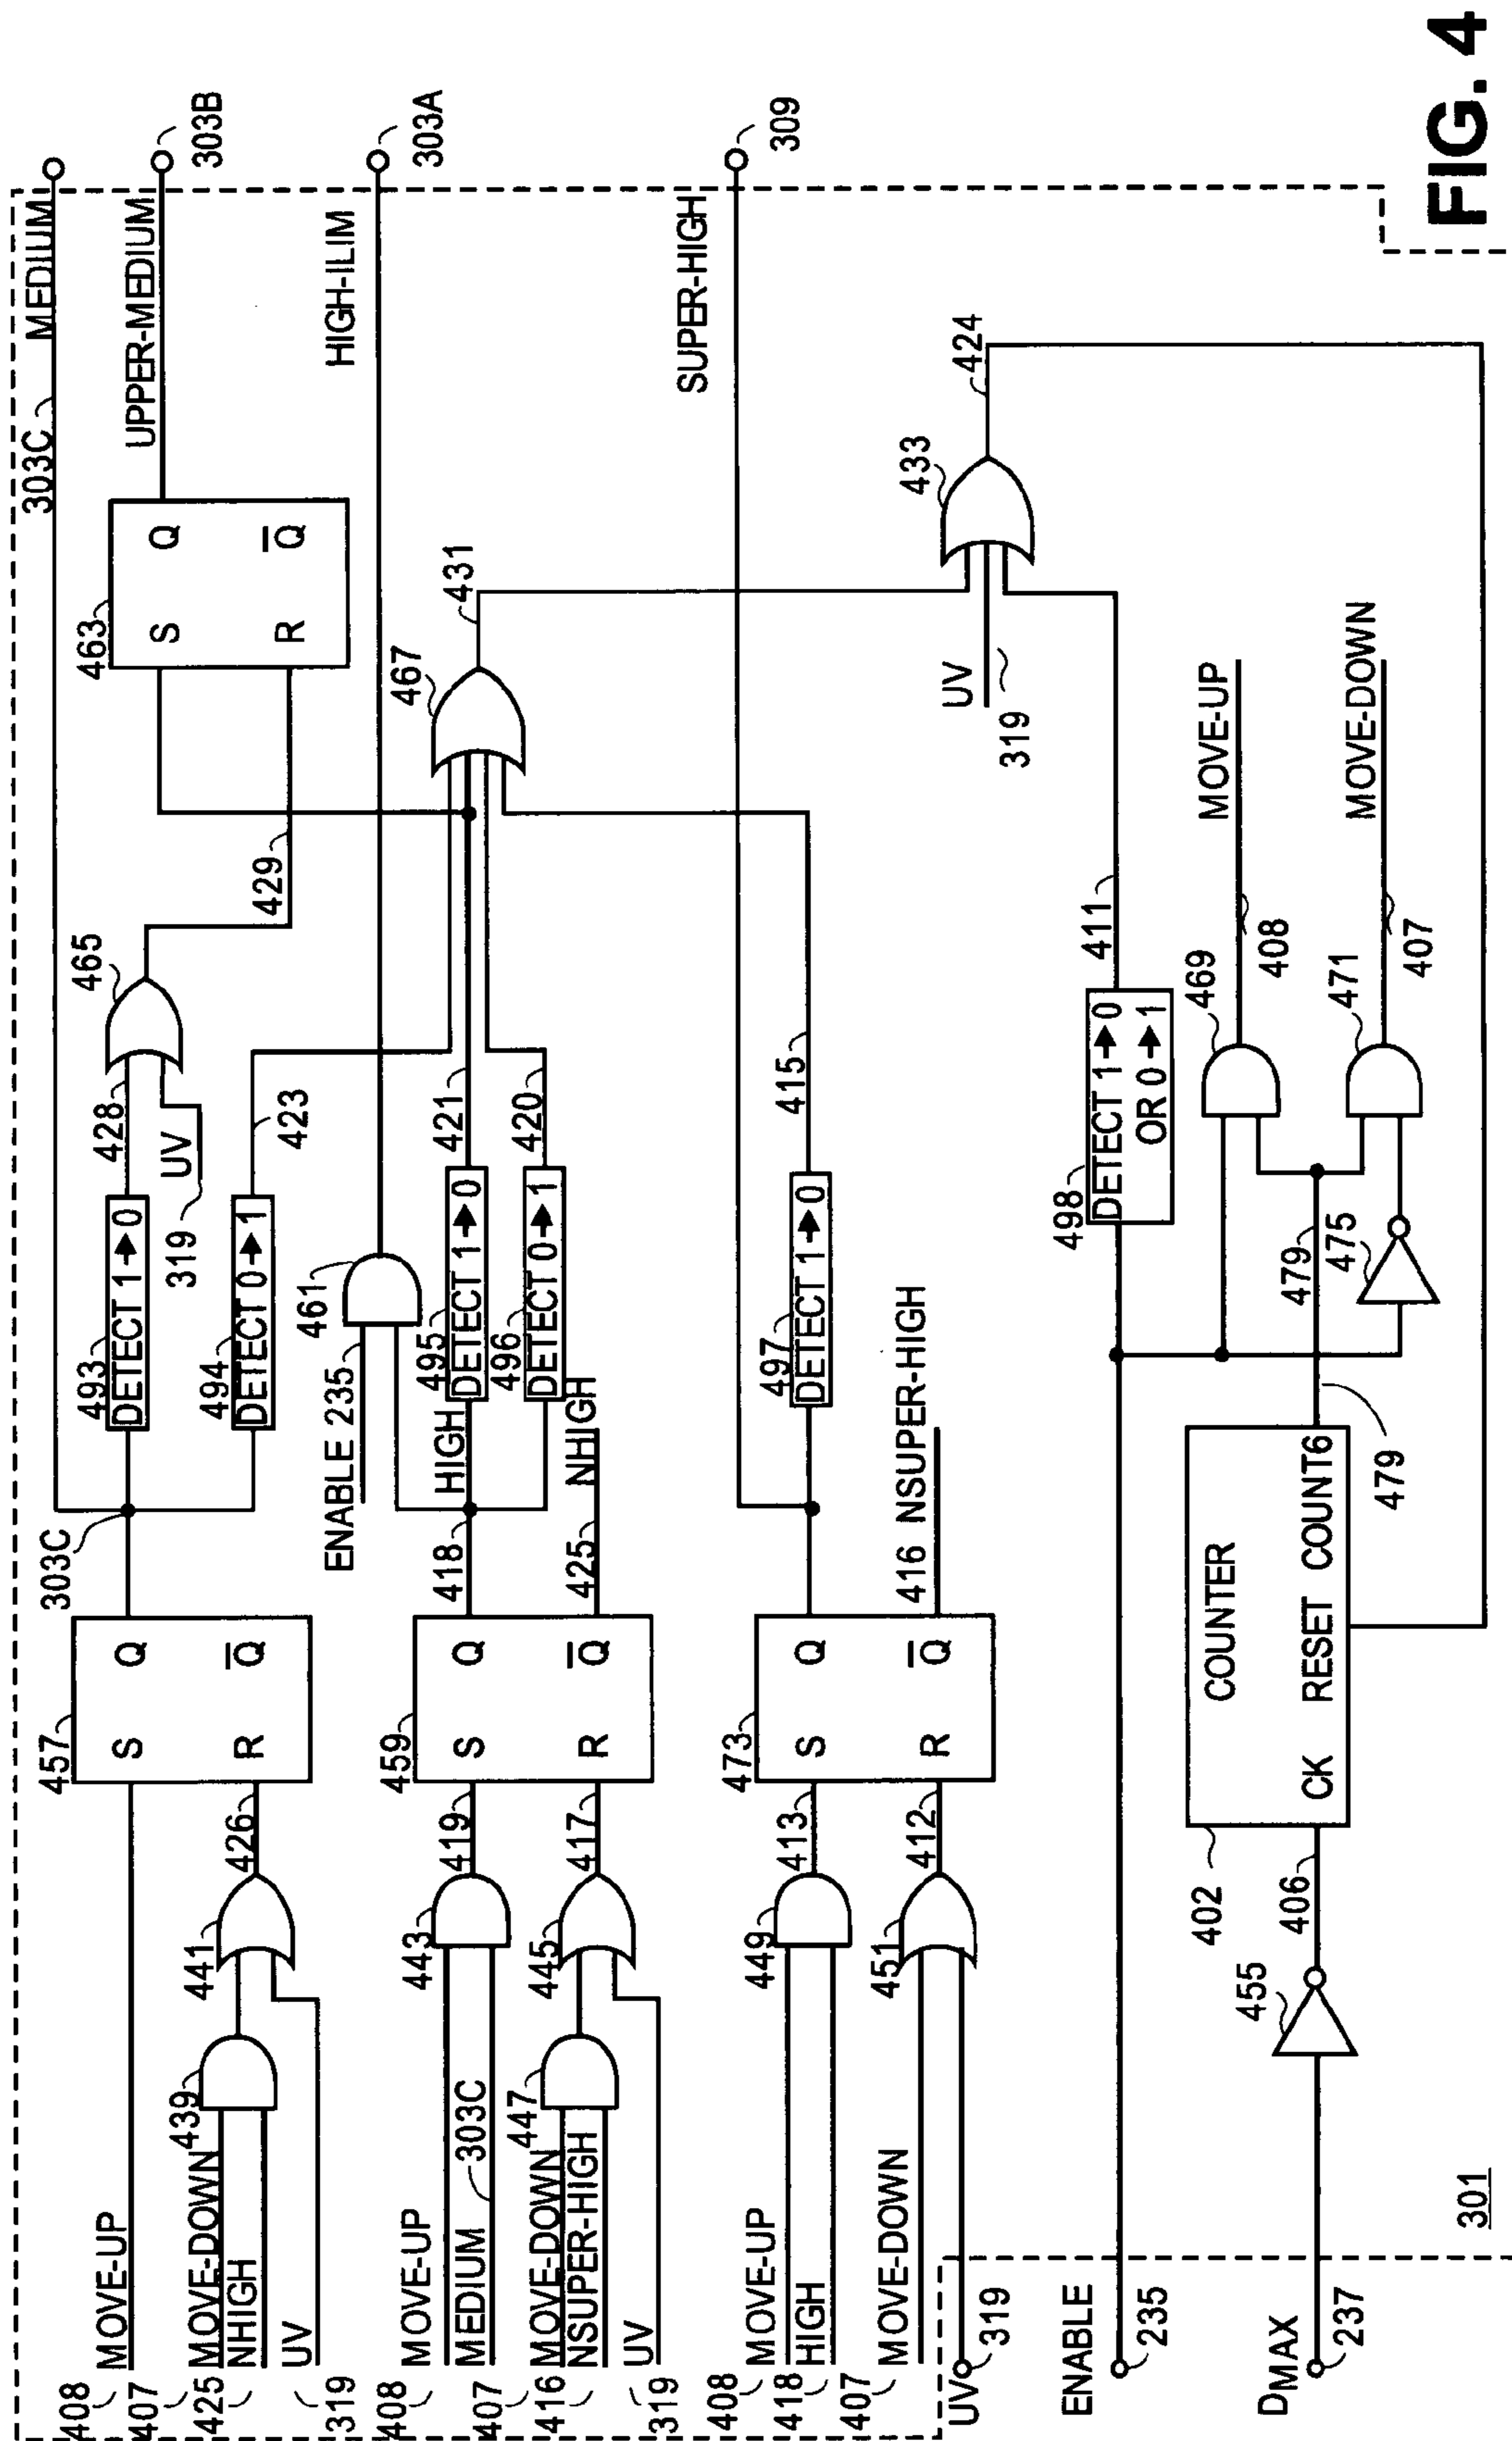 408 MOVE-UP
407 MOVE-DOWN
425 NHIGH
319 UV
439
441
426
457
S Q
R Q
303C
493 DETECT 1→0
494 DETECT 0→1
428
UV
319
423
465
429
463
S Q
R Q
303C
MEDIUM
UPPER-MEDIUM
303B
HIGH-ILIM
303A
408 MOVE-UP
MEDIUM 303C
407 MOVE-DOWN
416 NSUPER-HIGH
319 UV
443
419
447
445
417
459
S Q
R Q
418
HIGH
425
NHIGH
ENABLE 235
461
495 DETECT 1→0
496 DETECT 0→1
421
420
467
431
408 MOVE-UP
418 HIGH
407 MOVE-DOWN
UV 319
449
413
451
412
473
S Q
R Q
416 NSUPER-HIGH
497 DETECT 1→0
415
SUPER-HIGH
309
UV
319
433
424
ENABLE
235
498 DETECT 1→0
OR 0→1
411
DMAX
237
455
406
402
COUNTER
CK RESET COUNT6
479
479
475
469
408
MOVE-UP
471
407
MOVE-DOWN
301
FIG. 4